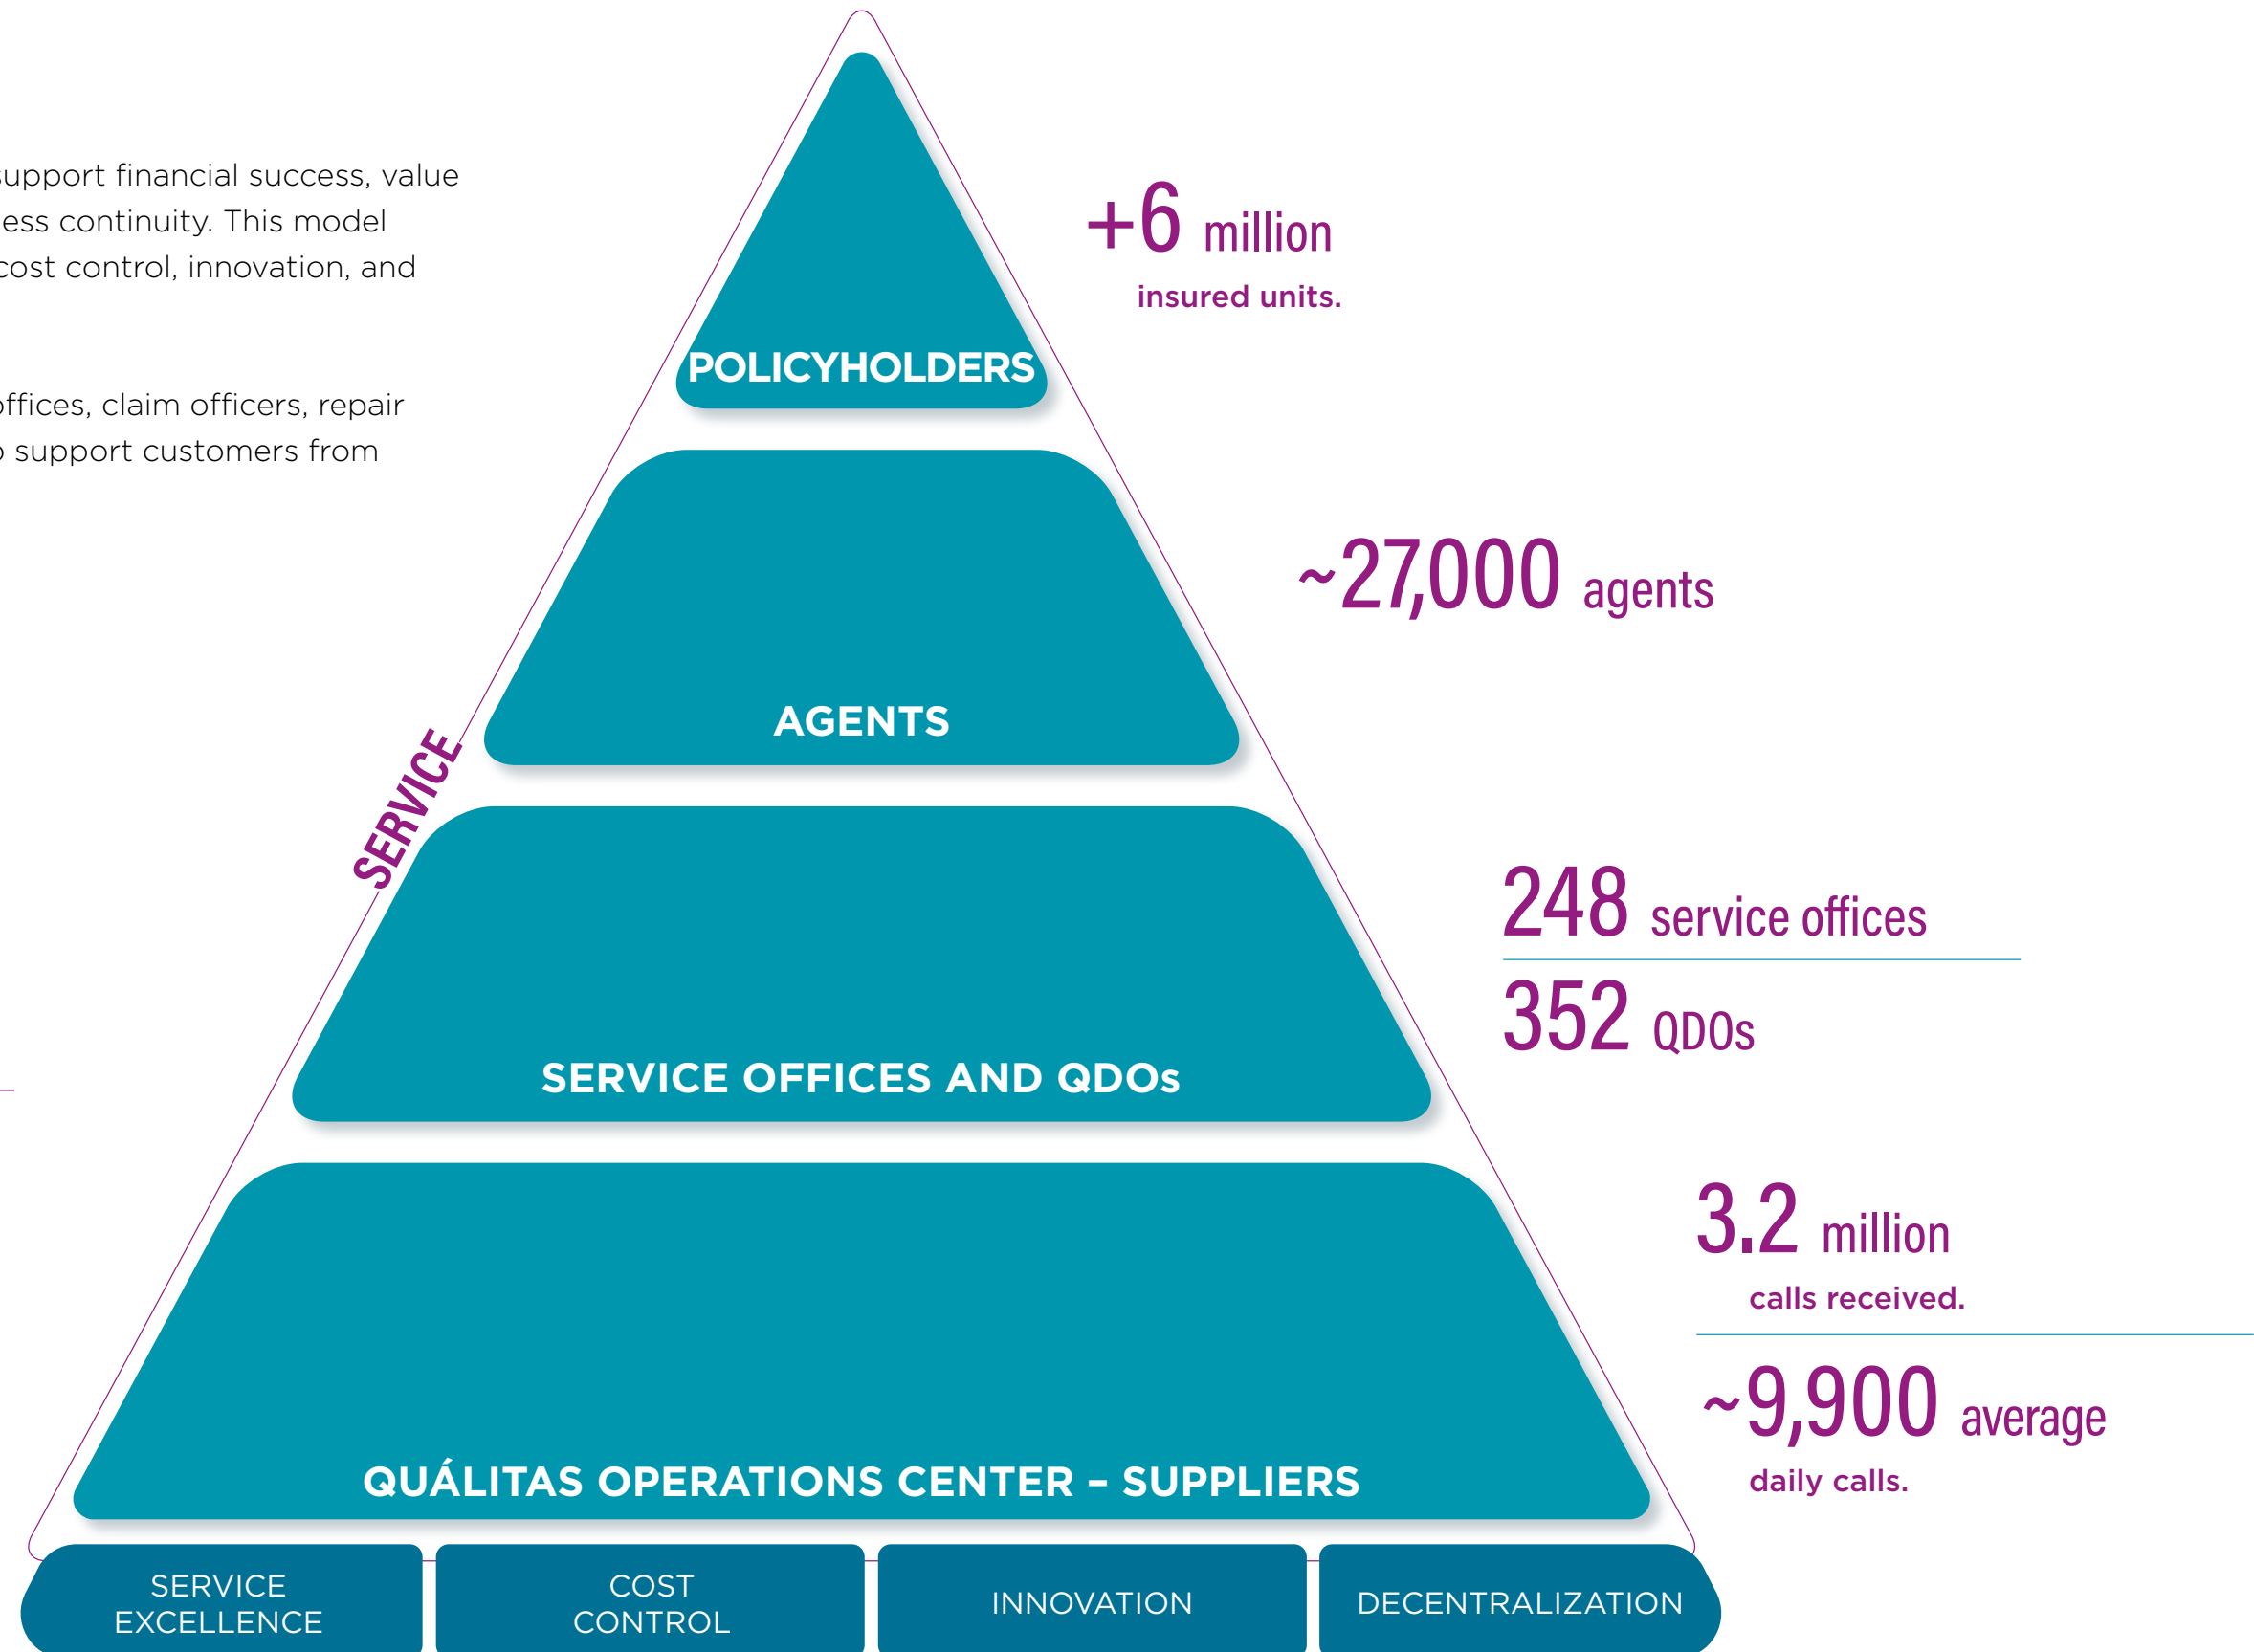 support financial success, value
ess continuity. This model
cost control, innovation, and
offices, claim officers, repair
support customers from
+6 million
insured units.
POLICYHOLDERS
~27,000 agents
AGENTS
SERVICE
248 service offices
352 QDOs
SERVICE OFFICES AND QDOs
3.2 million
calls received.
~9,900 average
daily calls.
QUÁLITAS OPERATIONS CENTER – SUPPLIERS
SERVICE
EXCELLENCE
COST
CONTROL
INNOVATION
DECENTRALIZATION